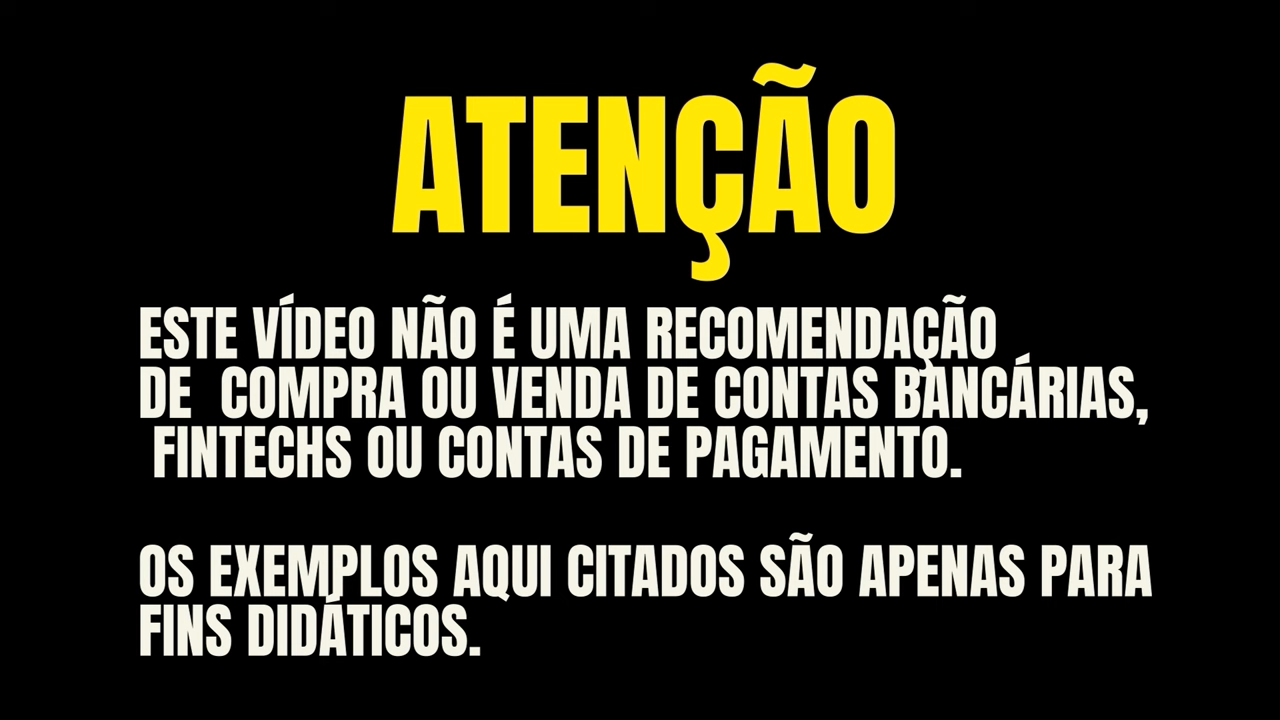 ATENÇÃO
ESTE VÍDEO NÃO É UMA RECOMENDAÇÃO
DE COMPRA OU VENDA DE CONTAS BANCÁRIAS,
FINTECHS OU CONTAS DE PAGAMENTO.
OS EXEMPLOS AQUI CITADOS SÃO APENAS PARA
FINS DIDÁTICOS.